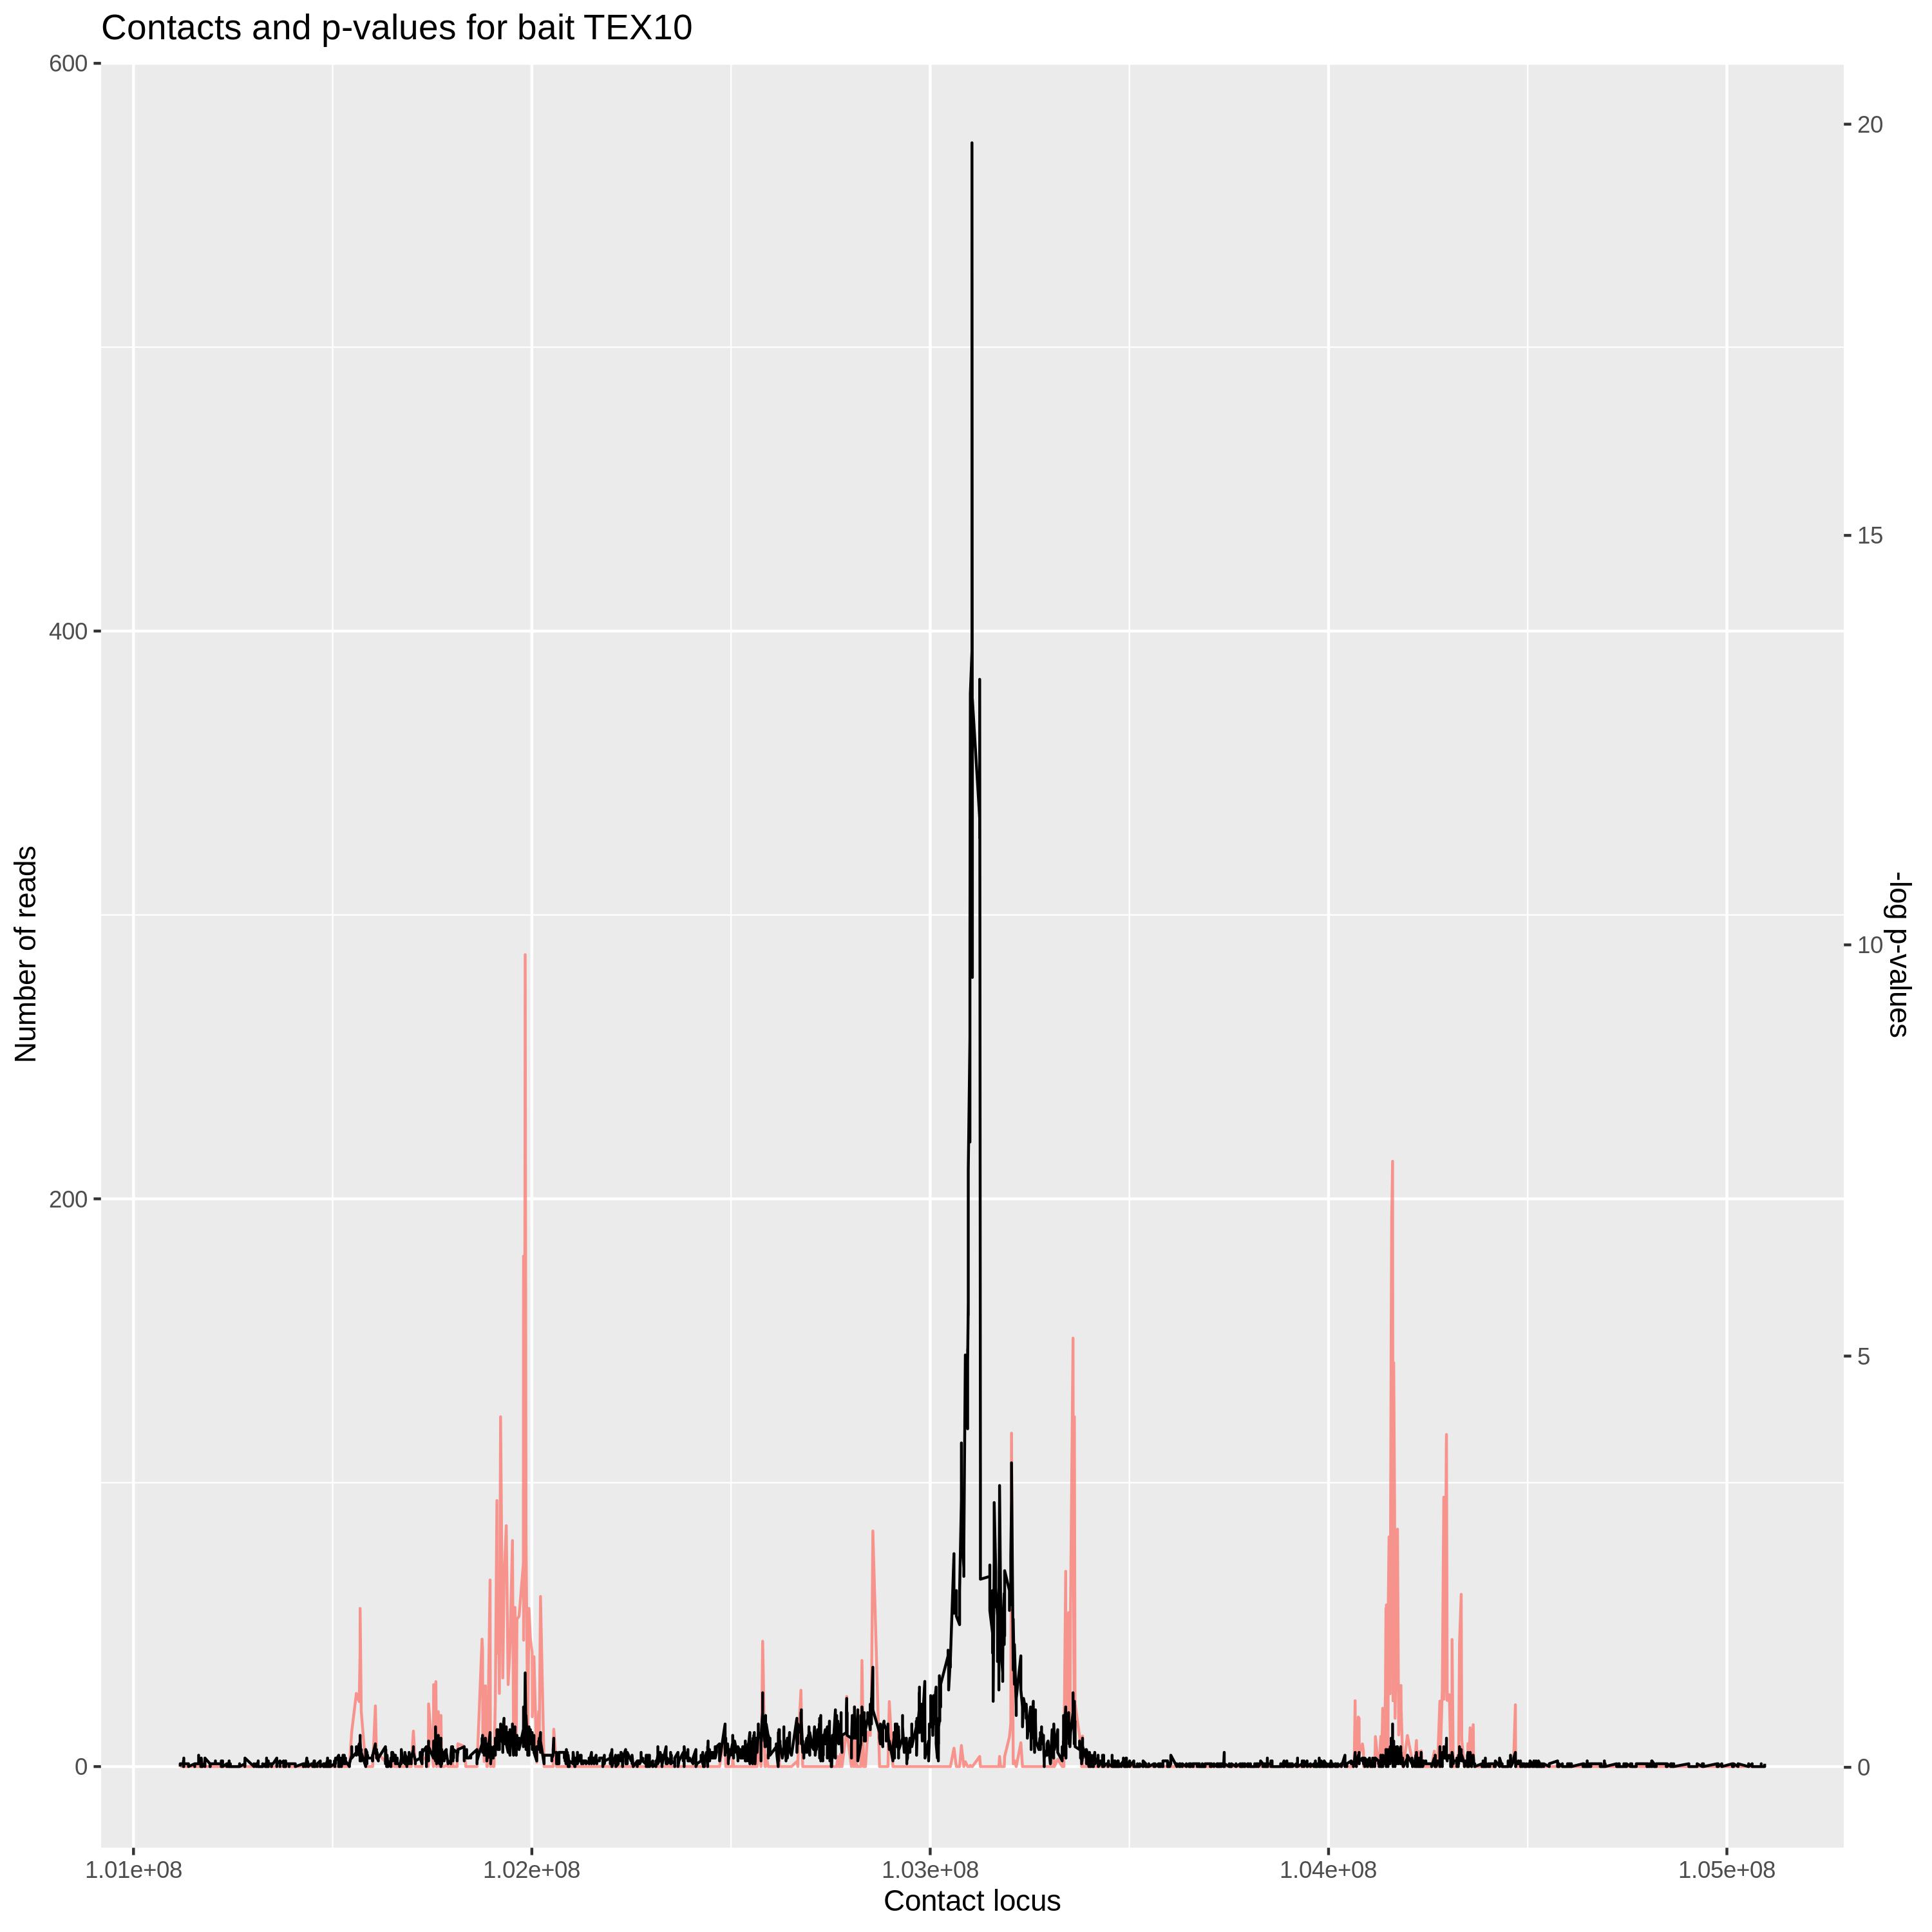 Contacts and p-values for bait TEX10
600
400
200
0
Number of reads
20
15
10
5
0
-log p-values
1.01e+08 1.02e+08 1.03e+08 1.04e+08 1.05e+08
Contact locus